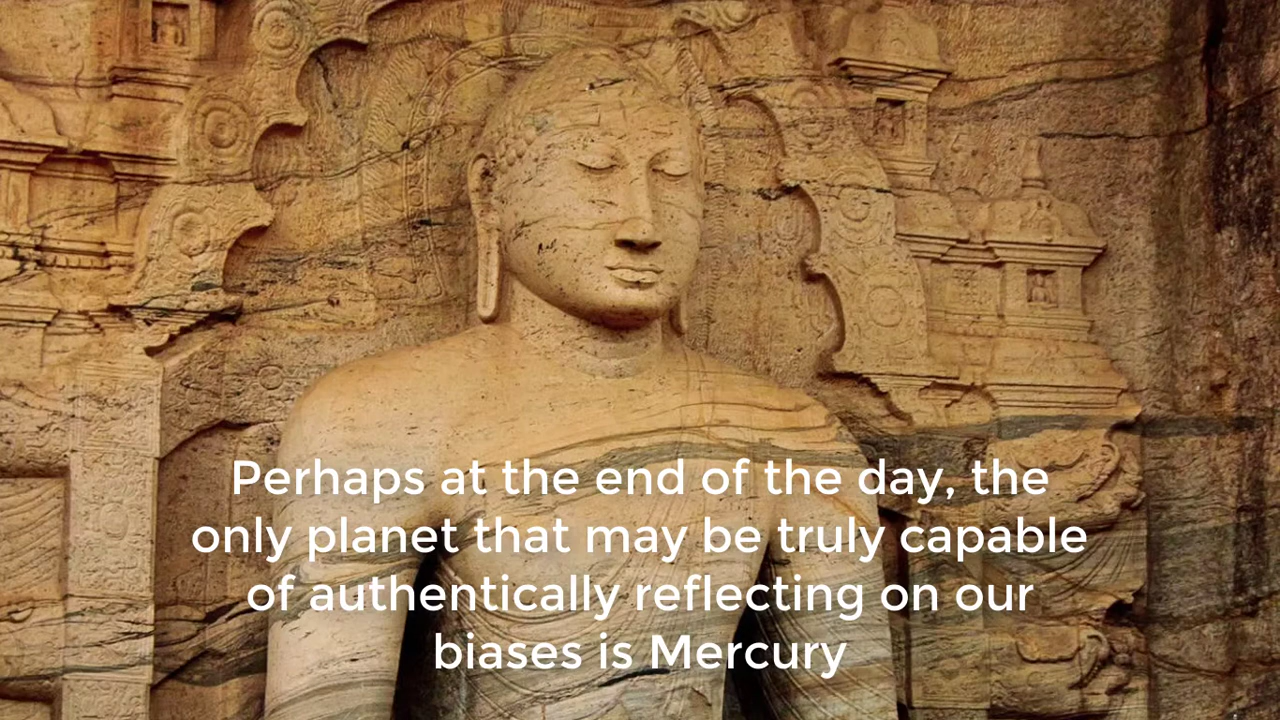 Perhaps at the end of the day, the
only planet that may be truly capable
of authentically reflecting on our
biases is Mercury